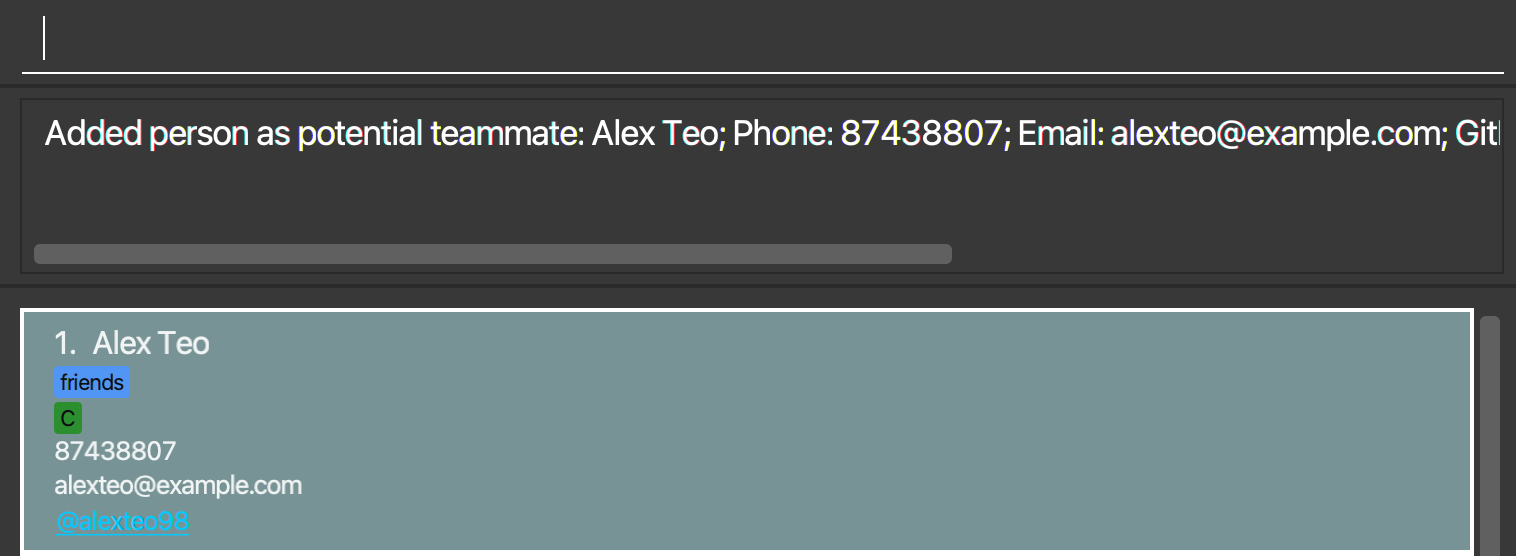 Added person as potential teammate: Alex Teo; Phone: 87438807; Email: alexteo@example.com;
1. Alex Teo
friends
C
87438807
alexteo@example.com
@alexteo98